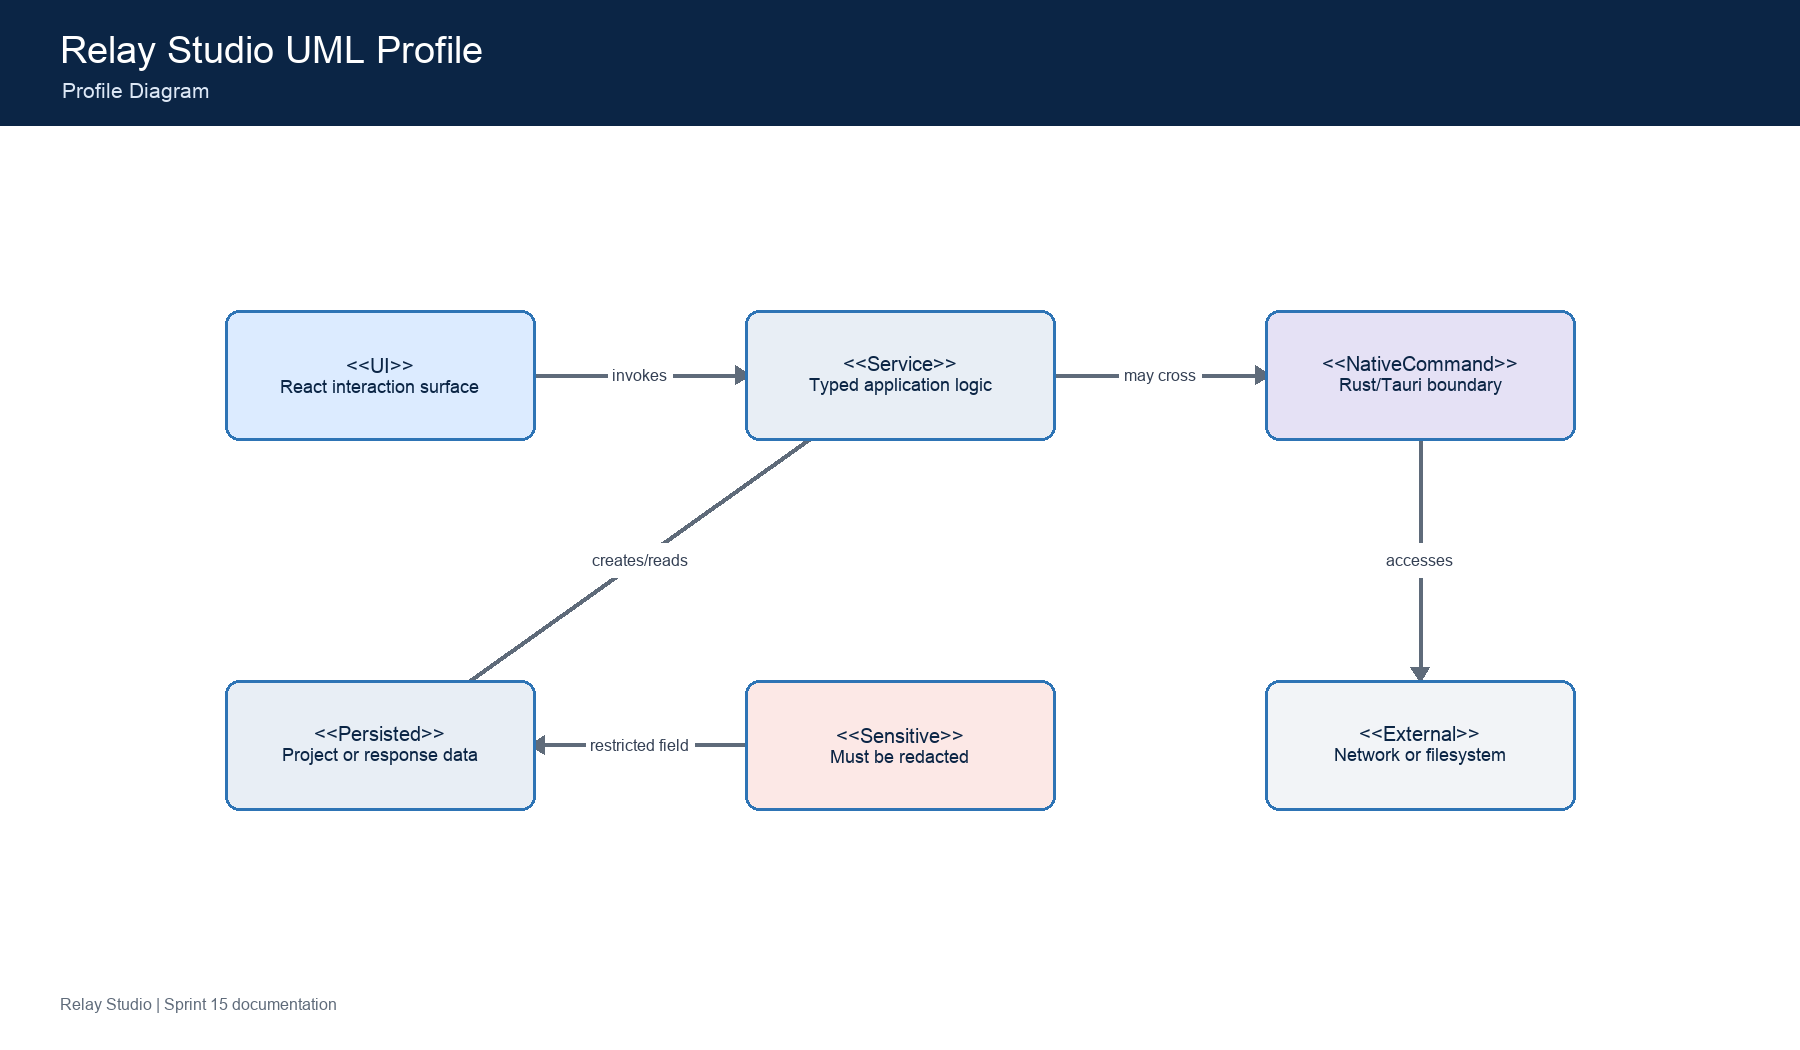 Relay Studio UML Profile
Profile Diagram
<<UI>>
React interaction surface
invokes
<<Service>>
Typed application logic
may cross
<<NativeCommand>>
Rust/Tauri boundary
creates/reads
accesses
<<Persisted>>
Project or response data
restricted field
<<Sensitive>>
Must be redacted
<<External>>
Network or filesystem
Relay Studio | Sprint 15 documentation